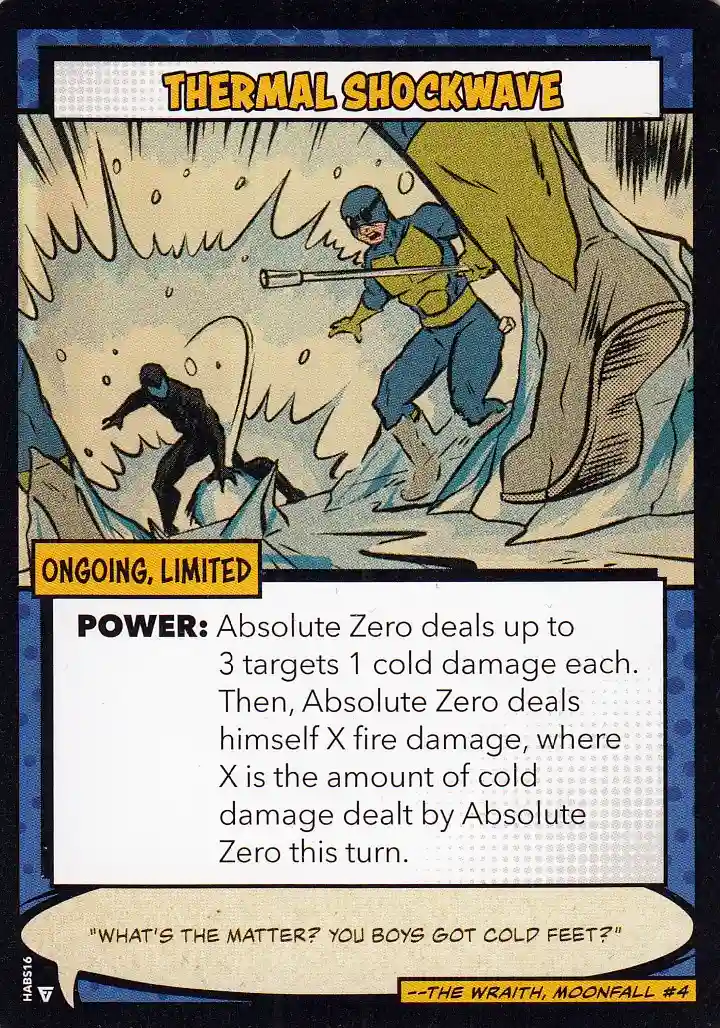 THERMAL SHOCKWAVE
ONGOING, LIMITED
POWER: Absolute Zero deals up to
3 targets 1 cold damage each.
Then, Absolute Zero deals
himself X fire damage, where
X is the amount of cold
damage dealt by Absolute
Zero this turn.
"WHAT'S THE MATTER? YOU BOYS GOT COLD FEET?"
--THE WRAITH, MOONFALL #4
HABS16